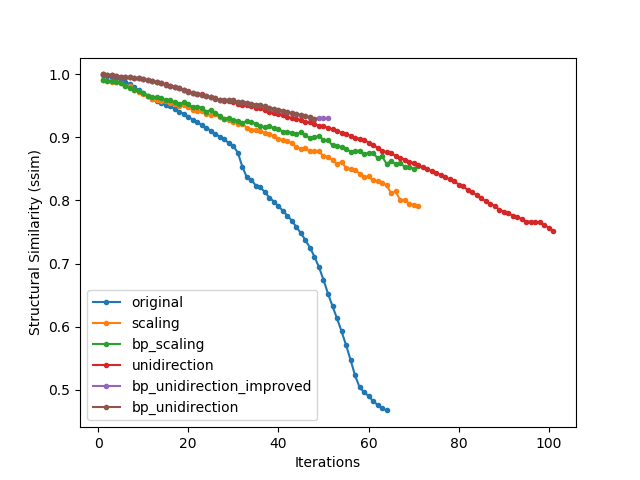 1.0
0.9
0.8
0.7
0.6
0.5
Structural Similarity (ssim)
original
scaling
bp_scaling
unidirection
bp_unidirection_improved
bp_unidirection
0 20 40 60 80 100
Iterations